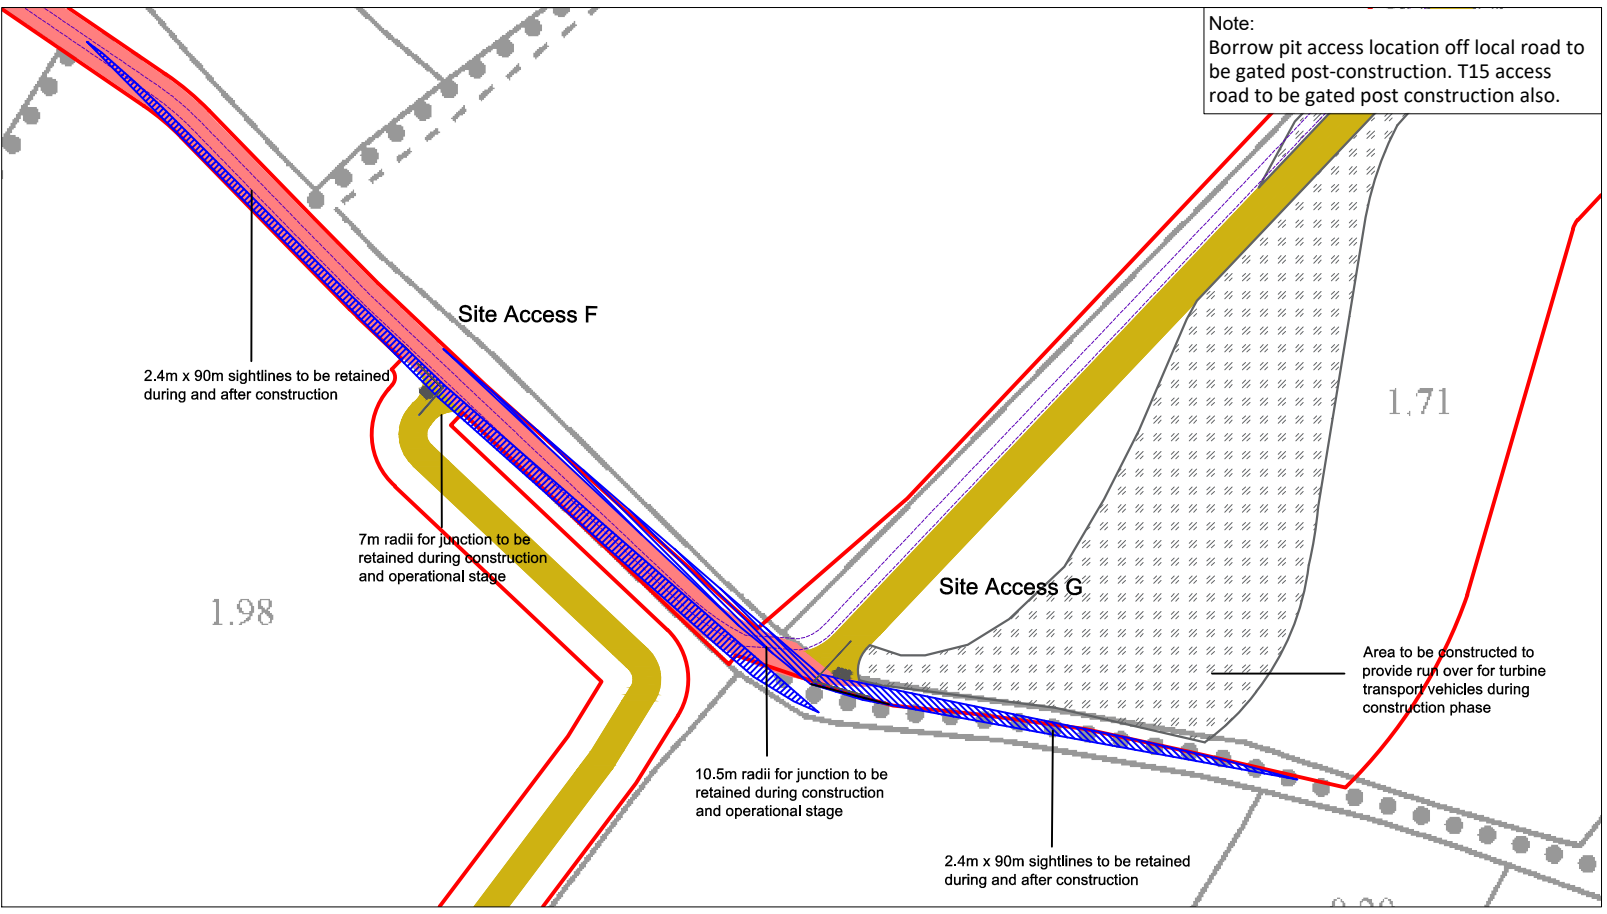 Note:
Borrow pit access location off local road to
be gated post-construction. T15 access
road to be gated post construction also.
Site Access F
2.4m x 90m sightlines to be retained
during and after construction
1.71
7m radii for junction to be
retained during construction
and operational stage
Site Access G
1.98
Area to be constructed to
provide run over for turbine
transport vehicles during
construction phase
10.5m radii for junction to be
retained during construction
and operational stage
2.4m x 90m sightlines to be retained
during and after construction